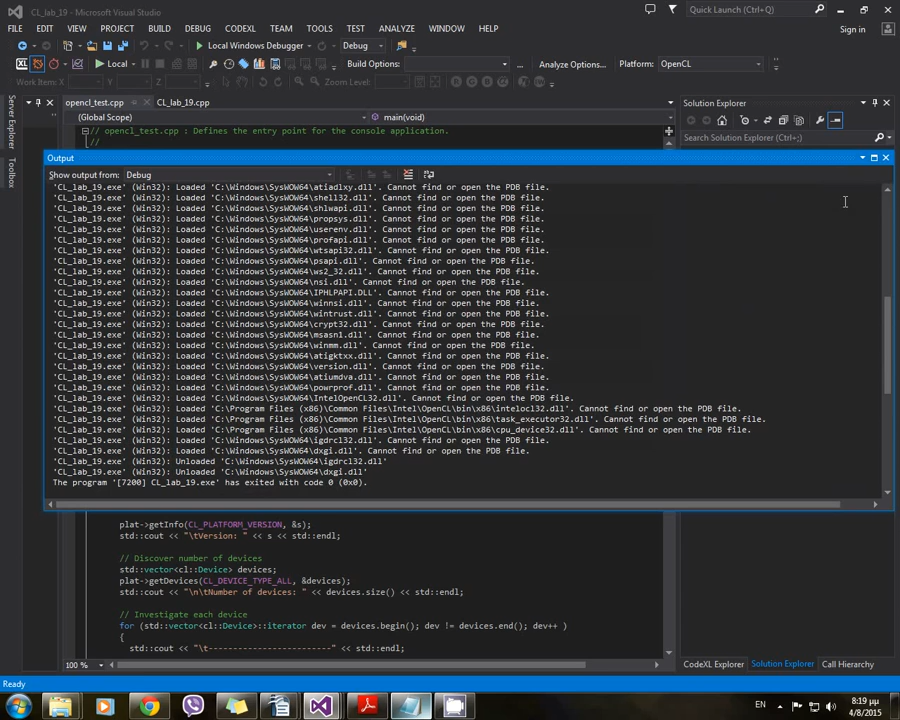 CL_lab_19 - Microsoft Visual Studio
Quick Launch (Ctrl+Q)
FILE EDIT VIEW PROJECT BUILD DEBUG CODEXL TEAM TOOLS TEST ANALYZE WINDOW HELP
Sign in
Local Windows Debugger Debug
Local Build Options: ... Analyze Options... Platform: OpenCL
Work Item:
Server Explorer
Toolbox
opencl_test.cpp CL_lab_19.cpp
Solution Explorer
(Global Scope) main(void)
// opencl_test.cpp : Defines the entry point for the console application.
//
Search Solution Explorer (Ctrl+;)
Output
Show output from: Debug
'CL_lab_19.exe' (Win32): Loaded 'C:\Windows\SysWOW64\atiadlxy.dll'. Cannot find or open the PDB file.
'CL_lab_19.exe' (Win32): Loaded 'C:\Windows\SysWOW64\shell32.dll'. Cannot find or open the PDB file.
'CL_lab_19.exe' (Win32): Loaded 'C:\Windows\SysWOW64\shlwapi.dll'. Cannot find or open the PDB file.
'CL_lab_19.exe' (Win32): Loaded 'C:\Windows\SysWOW64\propsys.dll'. Cannot find or open the PDB file.
'CL_lab_19.exe' (Win32): Loaded 'C:\Windows\SysWOW64\userenv.dll'. Cannot find or open the PDB file.
'CL_lab_19.exe' (Win32): Loaded 'C:\Windows\SysWOW64\profapi.dll'. Cannot find or open the PDB file.
'CL_lab_19.exe' (Win32): Loaded 'C:\Windows\SysWOW64\wtsapi32.dll'. Cannot find or open the PDB file.
'CL_lab_19.exe' (Win32): Loaded 'C:\Windows\SysWOW64\psapi.dll'. Cannot find or open the PDB file.
'CL_lab_19.exe' (Win32): Loaded 'C:\Windows\SysWOW64\ws2_32.dll'. Cannot find or open the PDB file.
'CL_lab_19.exe' (Win32): Loaded 'C:\Windows\SysWOW64\nsi.dll'. Cannot find or open the PDB file.
'CL_lab_19.exe' (Win32): Loaded 'C:\Windows\SysWOW64\IPHLPAPI.DLL'. Cannot find or open the PDB file.
'CL_lab_19.exe' (Win32): Loaded 'C:\Windows\SysWOW64\winnsi.dll'. Cannot find or open the PDB file.
'CL_lab_19.exe' (Win32): Loaded 'C:\Windows\SysWOW64\wintrust.dll'. Cannot find or open the PDB file.
'CL_lab_19.exe' (Win32): Loaded 'C:\Windows\SysWOW64\crypt32.dll'. Cannot find or open the PDB file.
'CL_lab_19.exe' (Win32): Loaded 'C:\Windows\SysWOW64\msasn1.dll'. Cannot find or open the PDB file.
'CL_lab_19.exe' (Win32): Loaded 'C:\Windows\SysWOW64\winmm.dll'. Cannot find or open the PDB file.
'CL_lab_19.exe' (Win32): Loaded 'C:\Windows\SysWOW64\atigktxx.dll'. Cannot find or open the PDB file.
'CL_lab_19.exe' (Win32): Loaded 'C:\Windows\SysWOW64\version.dll'. Cannot find or open the PDB file.
'CL_lab_19.exe' (Win32): Loaded 'C:\Windows\SysWOW64\atiumdva.dll'. Cannot find or open the PDB file.
'CL_lab_19.exe' (Win32): Loaded 'C:\Windows\SysWOW64\powrprof.dll'. Cannot find or open the PDB file.
'CL_lab_19.exe' (Win32): Loaded 'C:\Windows\SysWOW64\IntelOpenCL32.dll'. Cannot find or open the PDB file.
'CL_lab_19.exe' (Win32): Loaded 'C:\Program Files (x86)\Common Files\Intel\OpenCL\bin\x86\intelocl32.dll'. Cannot find or open the PDB file.
'CL_lab_19.exe' (Win32): Loaded 'C:\Program Files (x86)\Common Files\Intel\OpenCL\bin\x86\task_executor32.dll'. Cannot find or open the PDB file.
'CL_lab_19.exe' (Win32): Loaded 'C:\Program Files (x86)\Common Files\Intel\OpenCL\bin\x86\cpu_device32.dll'. Cannot find or open the PDB file.
'CL_lab_19.exe' (Win32): Loaded 'C:\Windows\SysWOW64\igdrcl32.dll'. Cannot find or open the PDB file.
'CL_lab_19.exe' (Win32): Loaded 'C:\Windows\SysWOW64\dxgi.dll'. Cannot find or open the PDB file.
'CL_lab_19.exe' (Win32): Unloaded 'C:\Windows\SysWOW64\igdrcl32.dll'
'CL_lab_19.exe' (Win32): Unloaded 'C:\Windows\SysWOW64\dxgi.dll'
The program '[7200] CL_lab_19.exe' has exited with code 0 (0x0).
plat->getInfo(CL_PLATFORM_VERSION, &s);
std::cout << "\tVersion: " << s << std::endl;
// Discover number of devices
std::vector<cl::Device> devices;
plat->getDevices(CL_DEVICE_TYPE_ALL, &devices);
std::cout << "\n\tNumber of devices: " << devices.size() << std::endl;
// Investigate each device
for (std::vector<cl::Device>::iterator dev = devices.begin(); dev != devices.end(); dev++ )
{
std::cout << "\t-------------------------" << std::endl;
100 %
CodeXL Explorer Solution Explorer Call Hierarchy
Ready
EN
8:19 μμ
4/8/2015